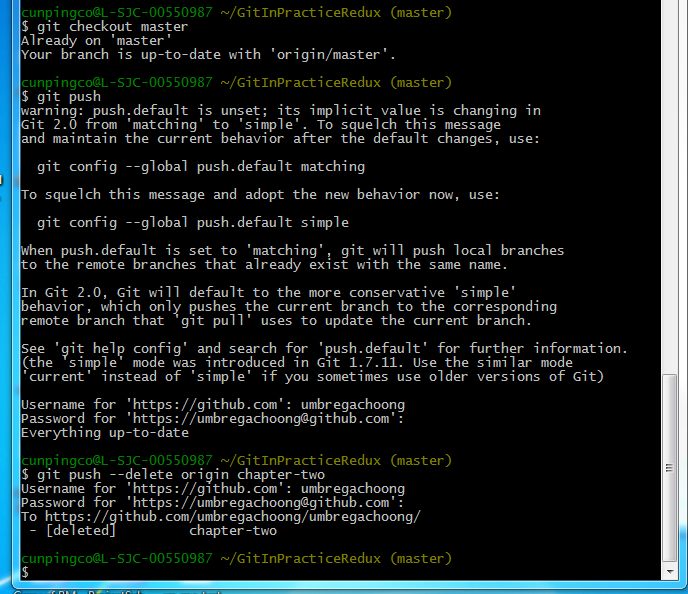 cunpingco@L-SJC-00550987 ~/GitInPracticeRedux (master)
$ git checkout master
Already on 'master'
Your branch is up-to-date with 'origin/master'.
cunpingco@L-SJC-00550987 ~/GitInPracticeRedux (master)
$ git push
warning: push.default is unset; its implicit value is changing in
Git 2.0 from 'matching' to 'simple'. To squelch this message
and maintain the current behavior after the default changes, use:
git config --global push.default matching
To squelch this message and adopt the new behavior now, use:
git config --global push.default simple
When push.default is set to 'matching', git will push local branches
to the remote branches that already exist with the same name.
In Git 2.0, Git will default to the more conservative 'simple'
behavior, which only pushes the current branch to the corresponding
remote branch that 'git pull' uses to update the current branch.
See 'git help config' and search for 'push.default' for further information.
(the 'simple' mode was introduced in Git 1.7.11. Use the similar mode
'current' instead of 'simple' if you sometimes use older versions of Git)
Username for 'https://github.com': umbregachoong
Password for 'https://umbregachoong@github.com':
Everything up-to-date
cunpingco@L-SJC-00550987 ~/GitInPracticeRedux (master)
$ git push --delete origin chapter-two
Username for 'https://github.com': umbregachoong
Password for 'https://umbregachoong@github.com':
To https://github.com/umbregachoong/umbregachoong/
- [deleted] chapter-two
cunpingco@L-SJC-00550987 ~/GitInPracticeRedux (master)
$